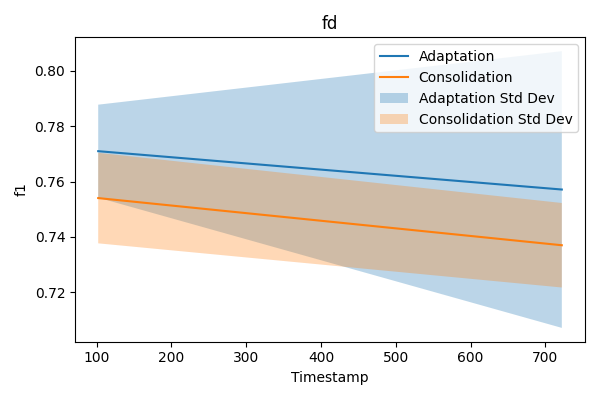 fd
Adaptation
Consolidation
Adaptation Std Dev
Consolidation Std Dev
f1
0.80
0.78
0.76
0.74
0.72
100 200 300 400 500 600 700
Timestamp